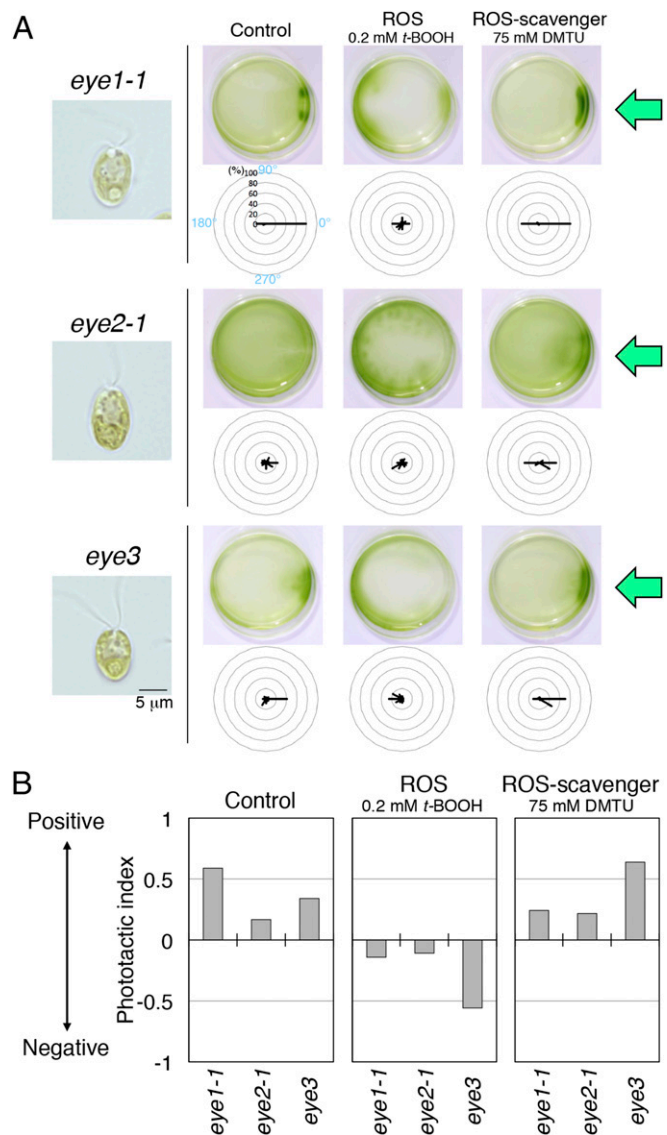 A
Control
ROS
0.2 mM t-BOOH
ROS-scavenger
75 mM DMTU
eye1-1
(%)
100
80
60
40
20
0
90°
180°
0°
270°
eye2-1
eye3
5 μm
B
Positive
Negative
Phototactic index
1
0.5
0
-0.5
-1
Control
ROS
0.2 mM t-BOOH
ROS-scavenger
75 mM DMTU
eye1-1
eye2-1
eye3
eye1-1
eye2-1
eye3
eye1-1
eye2-1
eye3